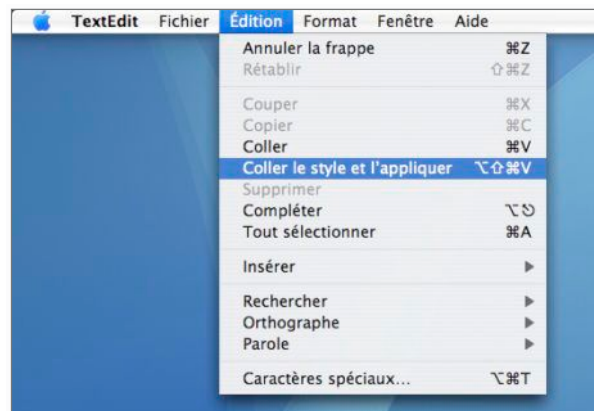 TextEdit Fichier Édition Format Fenêtre Aide
Annuler la frappe ⌘Z
Rétablir ⇧⌘Z
Couper ⌘X
Copier ⌘C
Coller ⌘V
Coller le style et l'appliquer ⌥⇧⌘V
Supprimer
Compléter ⌥⎋
Tout sélectionner ⌘A
Insérer ▶
Rechercher ▶
Orthographe ▶
Parole ▶
Caractères spéciaux... ⌥⌘T